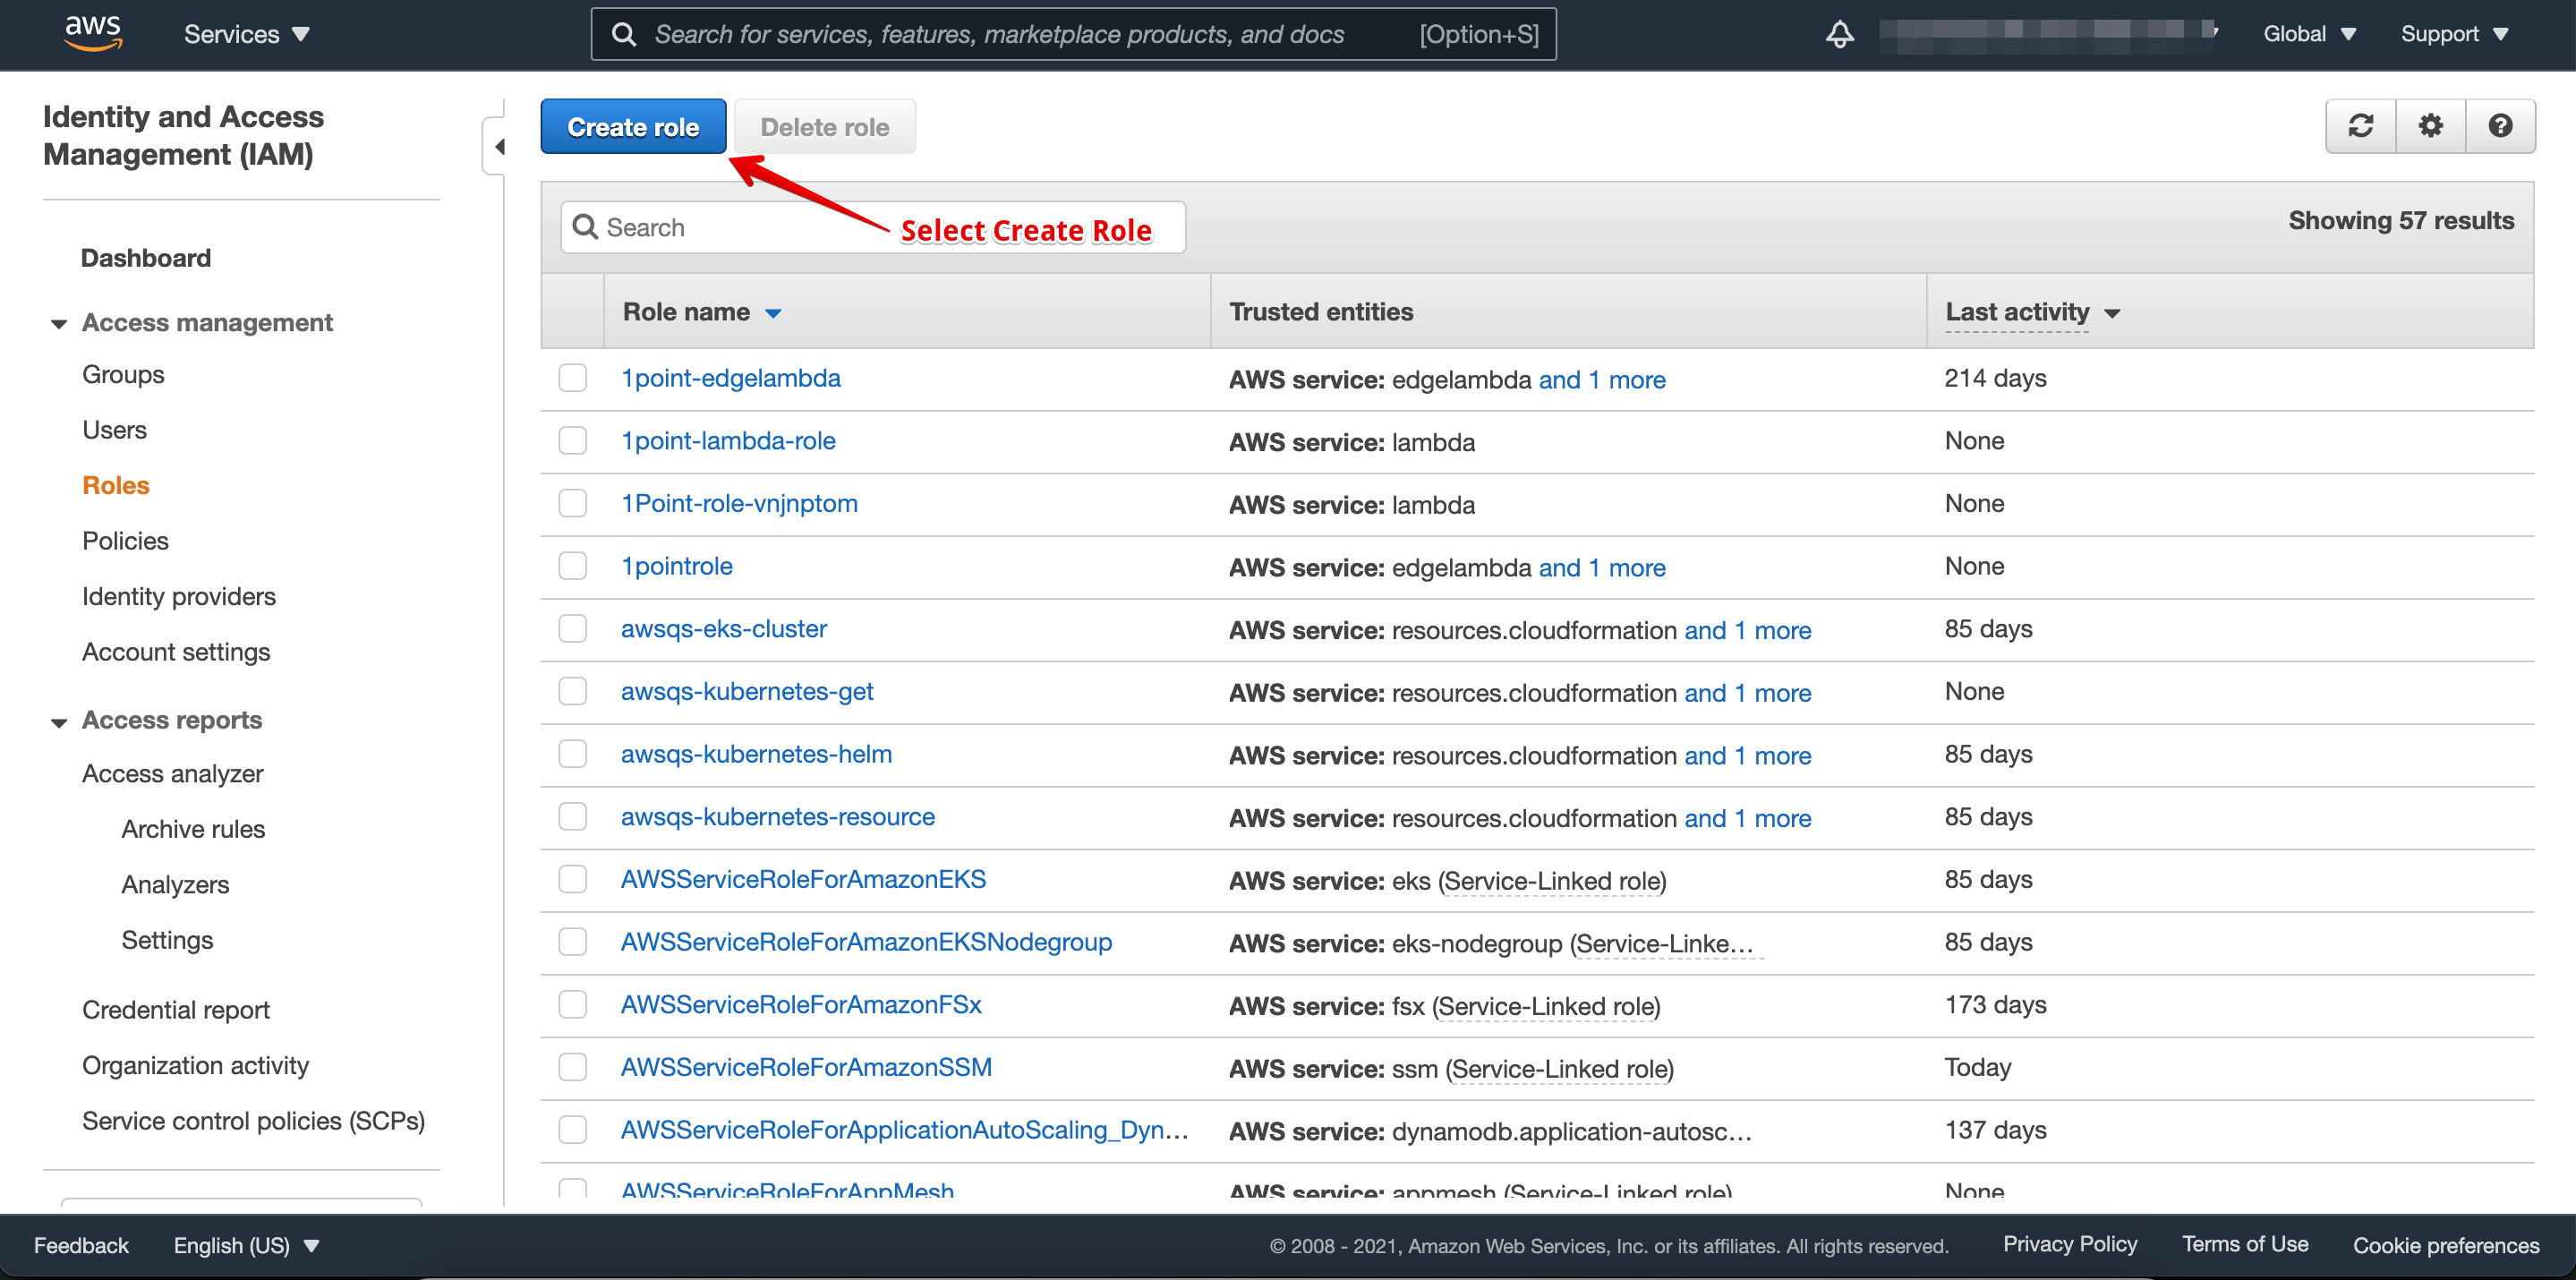 aws
Services
Search for services, features, marketplace products, and docs [Option+S]
Global
Support
Identity and Access
Management (IAM)
Dashboard
Access management
Groups
Users
Roles
Policies
Identity providers
Account settings
Access reports
Access analyzer
Archive rules
Analyzers
Settings
Credential report
Organization activity
Service control policies (SCPs)
Create role
Delete role
Search
Select Create Role
Showing 57 results
Role name Trusted entities Last activity
1point-edgelambda AWS service: edgelambda and 1 more 214 days
1point-lambda-role AWS service: lambda None
1Point-role-vnjnptom AWS service: lambda None
1pointrole AWS service: edgelambda and 1 more None
awsqs-eks-cluster AWS service: resources.cloudformation and 1 more 85 days
awsqs-kubernetes-get AWS service: resources.cloudformation and 1 more None
awsqs-kubernetes-helm AWS service: resources.cloudformation and 1 more 85 days
awsqs-kubernetes-resource AWS service: resources.cloudformation and 1 more 85 days
AWSServiceRoleForAmazonEKS AWS service: eks (Service-Linked role) 85 days
AWSServiceRoleForAmazonEKSNodegroup AWS service: eks-nodegroup (Service-Linke... 85 days
AWSServiceRoleForAmazonFSx AWS service: fsx (Service-Linked role) 173 days
AWSServiceRoleForAmazonSSM AWS service: ssm (Service-Linked role) Today
AWSServiceRoleForApplicationAutoScaling_Dyn... AWS service: dynamodb.application-autosc... 137 days
AWSServiceRoleForAppMesh AWS service: appmesh (Service-Linked role) None
Feedback English (US) © 2008 - 2021, Amazon Web Services, Inc. or its affiliates. All rights reserved. Privacy Policy Terms of Use Cookie preferences